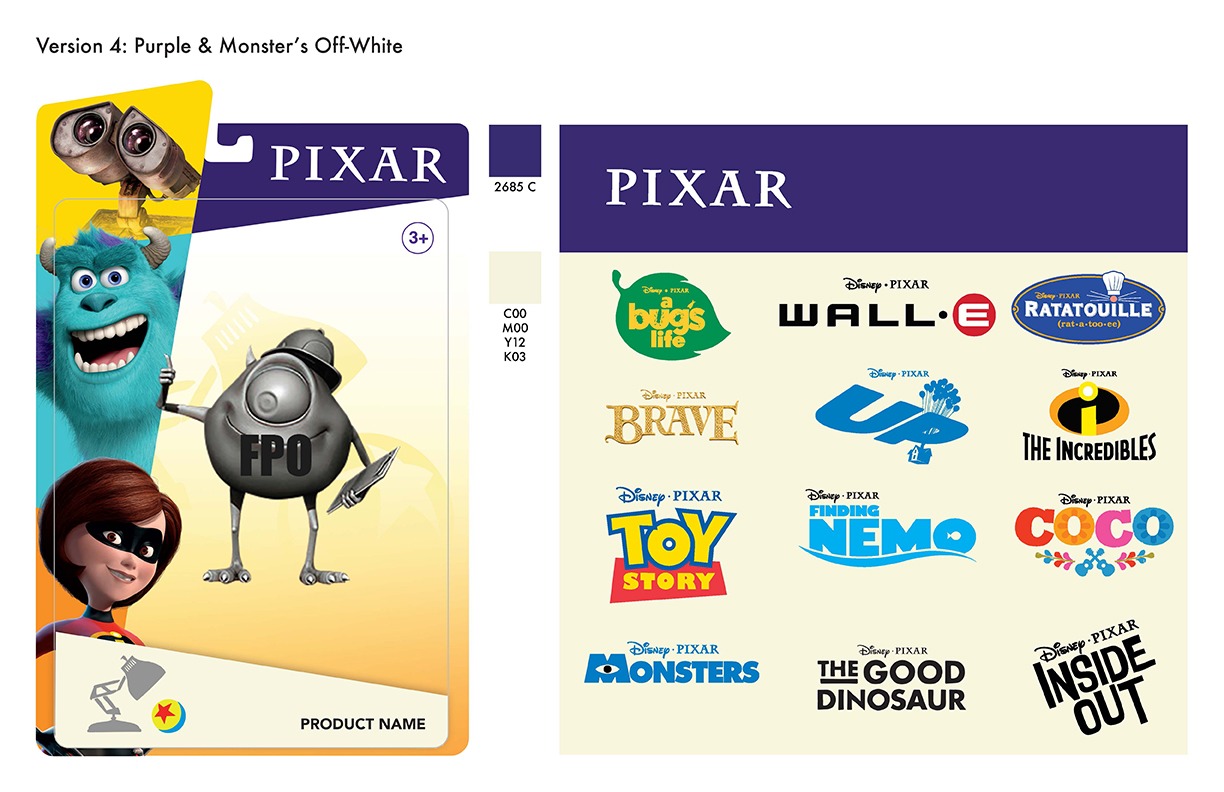 Version 4: Purple & Monster's Off-White
PIXAR
3+
FPO
PRODUCT NAME
2685 C
C00
M00
Y12
K03
PIXAR
Disney • PIXAR
a
bug's
life
Disney • PIXAR
WALL•E
Disney • PIXAR
RATATOUILLE
(rat•a•too•ee)
Disney • PIXAR
BRAVE
Disney • PIXAR
UP
Disney • PIXAR
THE INCREDIBLES
Disney • PIXAR
TOY
STORY
Disney • PIXAR
FINDING
NEMO
Disney • PIXAR
COCO
Disney • PIXAR
MONSTERS
Disney • PIXAR
THE GOOD
DINOSAUR
Disney • PIXAR
INSIDE
OUT